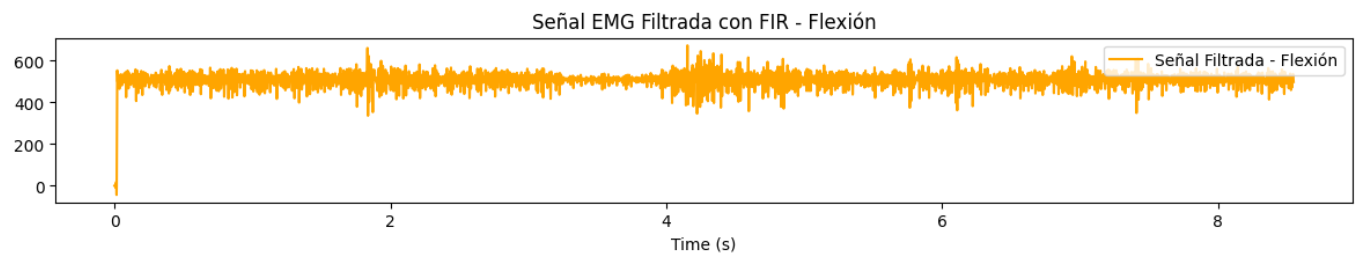 Señal EMG Filtrada con FIR - Flexión
Señal Filtrada - Flexión
600
400
200
0
0 2 4 6 8
Time (s)